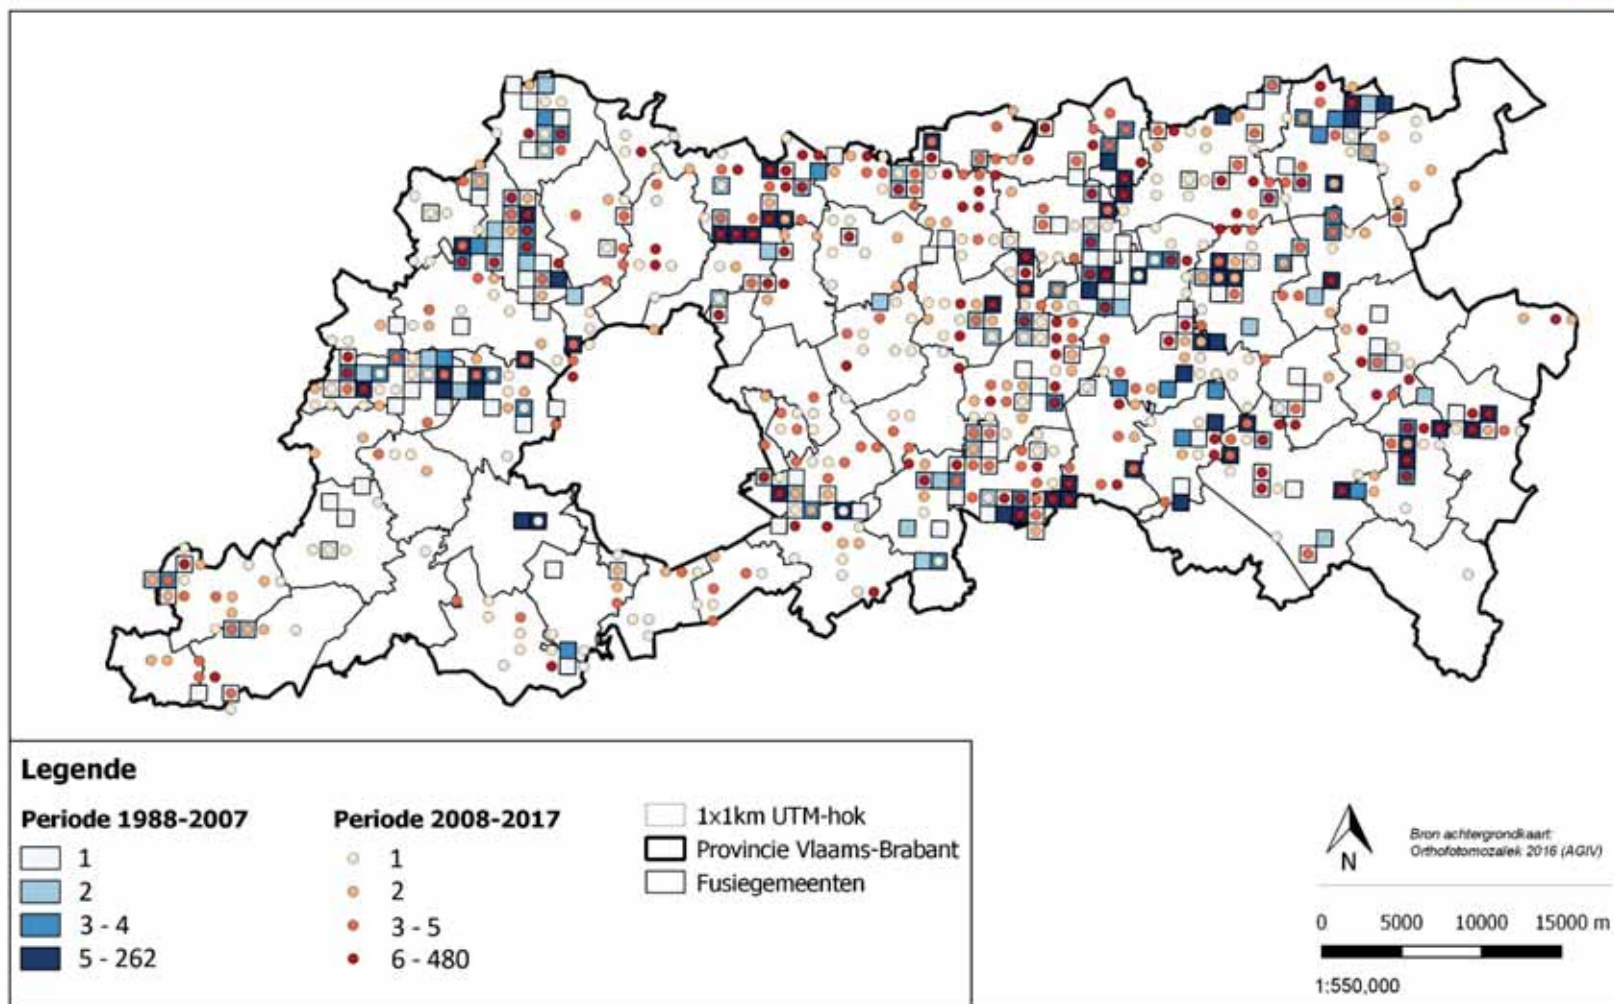 Legende
Periode 1988-2007
1
2
3 - 4
5 - 262
Periode 2008-2017
1
2
3 - 5
6 - 480
1x1km UTM-hok
Provincie Vlaams-Brabant
Fusiegemeenten
N
Bron achtergrondkaart:
Orthofotomozaïek 2016 (AGIV)
0 5000 10000 15000 m
1:550,000